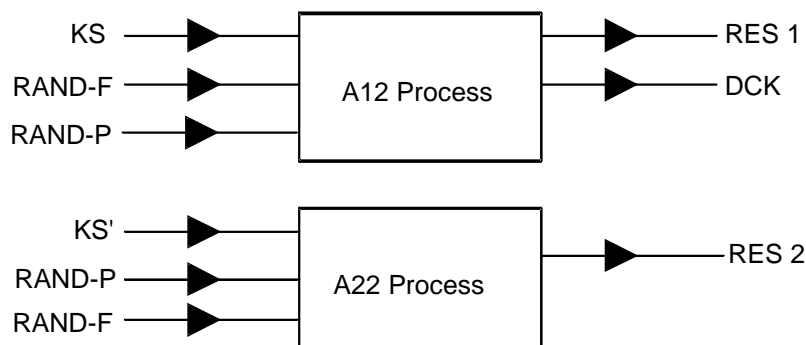 KS
RAND-F
RAND-P
A12 Process
RES 1
DCK
KS'
RAND-P
RAND-F
A22 Process
RES 2